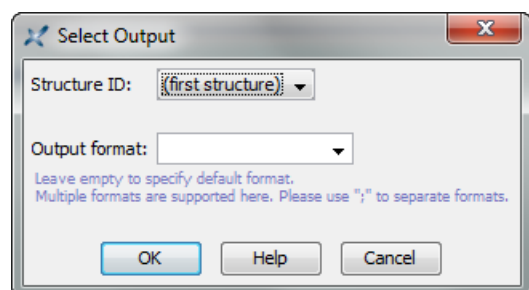 Select Output
Structure ID: (first structure)
Output format:
Leave empty to specify default format.
Multiple formats are supported here. Please use ";" to separate formats.
OK Help Cancel